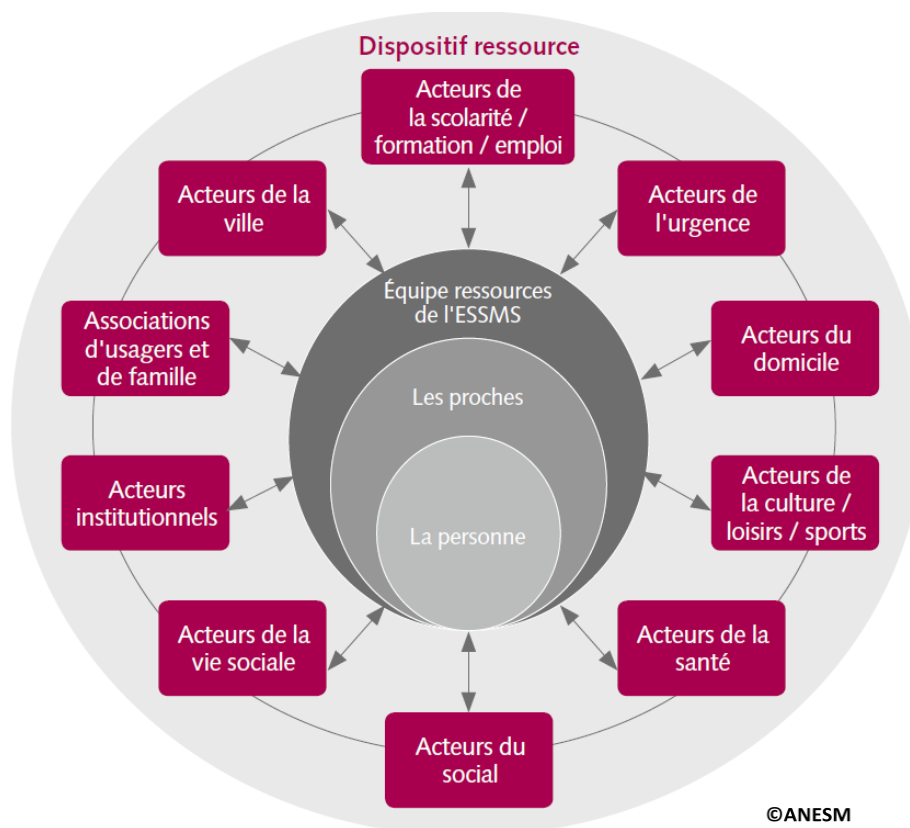 Dispositif ressource
Acteurs de
la scolarité /
formation / emploi
Acteurs de la
ville
Acteurs de
l'urgence
Équipe ressources
de l'ESSMS
Associations
d'usagers et
de famille
Acteurs du
domicile
Les proches
Acteurs
institutionnels
Acteurs de
la culture /
loisirs / sports
La personne
Acteurs de la
vie sociale
Acteurs de la
santé
Acteurs du
social
©ANESM